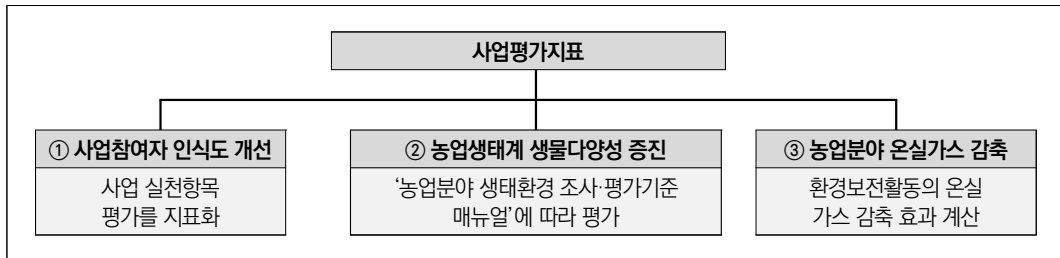 사업평가지표
① 사업참여자 인식도 개선
사업 실천항목
평가를 지표화
② 농업생태계 생물다양성 증진
‘농업분야 생태환경 조사·평가기준
매뉴얼’에 따라 평가
③ 농업분야 온실가스 감축
환경보전활동의 온실
가스 감축 효과 계산